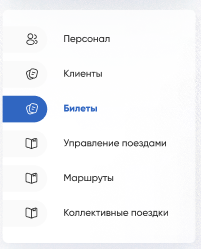 Персонал
Клиенты
Билеты
Управление поездами
Маршруты
Коллективные поездки